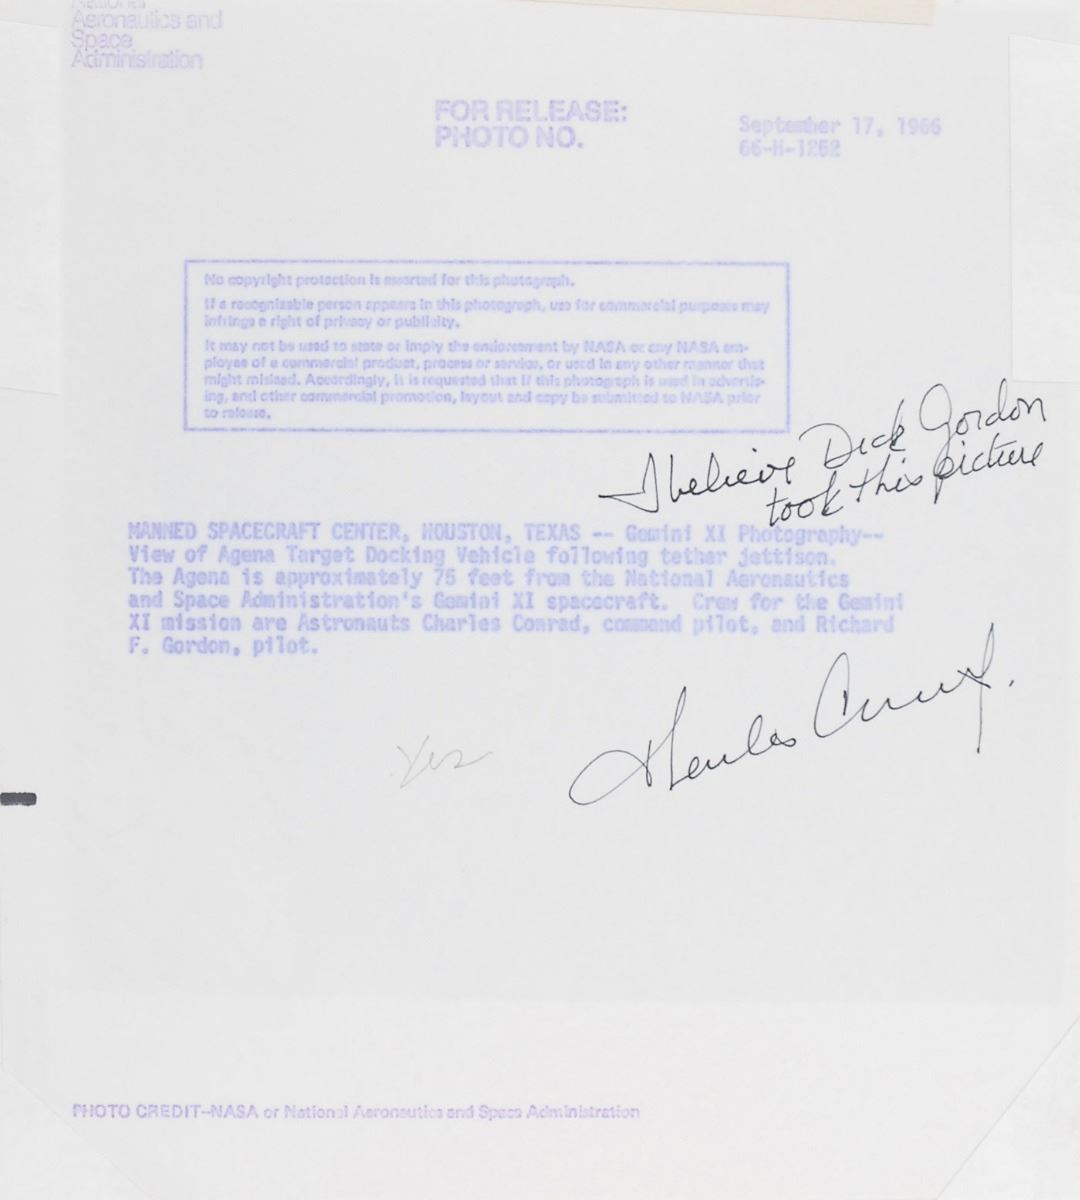 National
Aeronautics and
Space
Administration
FOR RELEASE:
PHOTO NO.
September 17, 1966
66-H-1252
No copyright protection is asserted for this photograph.
If a recognizable person appears in this photograph, use for commercial purposes may
infringe a right of privacy or publicity.
It may not be used to state or imply the endorsement by NASA or any NASA em-
ployee of a commercial product, process or service, or used in any other manner that
might mislead. Accordingly, it is requested that if this photograph is used in advertis-
ing, and other commercial promotion, layout and copy be submitted to NASA prior
to release.
I believe Dick Gordon
took this picture
MANNED SPACECRAFT CENTER, HOUSTON, TEXAS -- Gemini XI Photography--
View of Agena Target Docking Vehicle following tether jettison.
The Agena is approximately 75 feet from the National Aeronautics
and Space Administration's Gemini XI spacecraft. Crew for the Gemini
XI mission are Astronauts Charles Conrad, command pilot, and Richard
F. Gordon, pilot.
Charles Conrad Jr.
Yes
PHOTO CREDIT--NASA or National Aeronautics and Space Administration